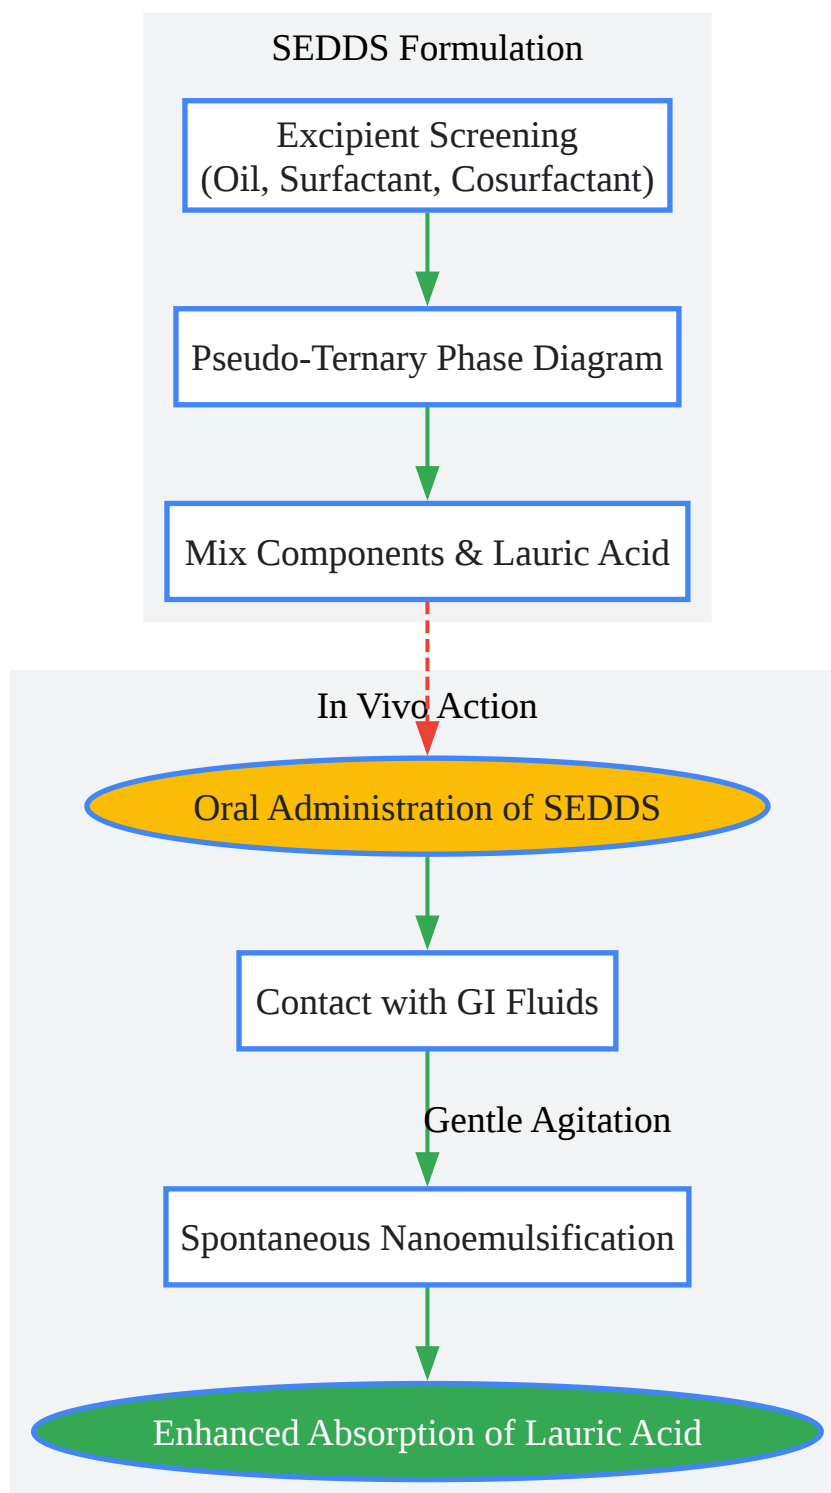 SEDDS Formulation
Excipient Screening
(Oil, Surfactant, Cosurfactant)
Pseudo-Ternary Phase Diagram
Mix Components & Lauric Acid
In Vivo Action
Oral Administration of SEDDS
Contact with GI Fluids
Gentle Agitation
Spontaneous Nanoemulsification
Enhanced Absorption of Lauric Acid